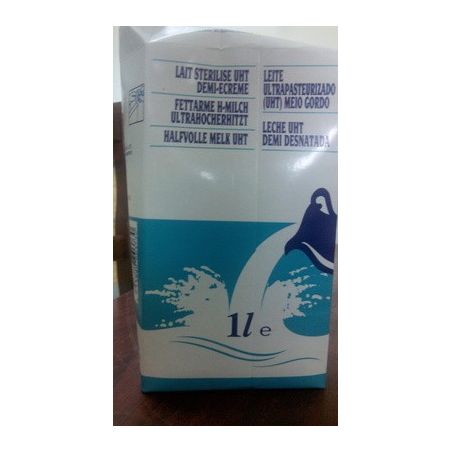 LAIT STERILISE UHT
DEMI-ECREME
FETTARME H-MILCH
ULTRAHOCHERHITZT
HALFVOLLE MELK UHT
LEITE
ULTRAPASTEURIZADO
(UHT) MEIO GORDO
LECHE UHT
DEMI DESNATADA
1l e